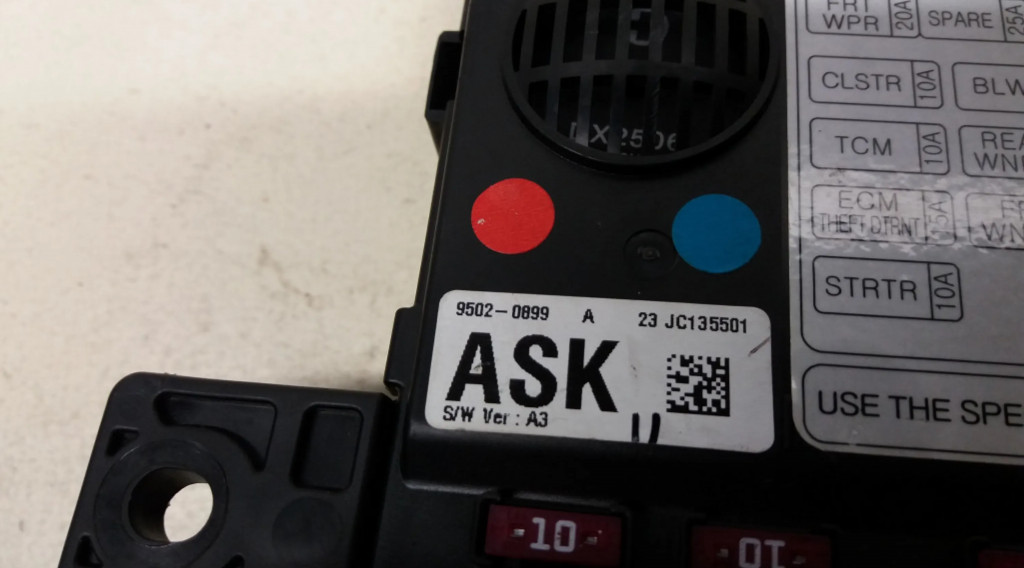 FRT
WPR 20A
SPARE 25A
CLSTR 10A
BLW
TCM 10A
ECM
THEFT DTRNT
STRTR 10A
USE THE SPE
9502-0899 A 23 JC135501
ASK
S/W Ver : A3
10
10